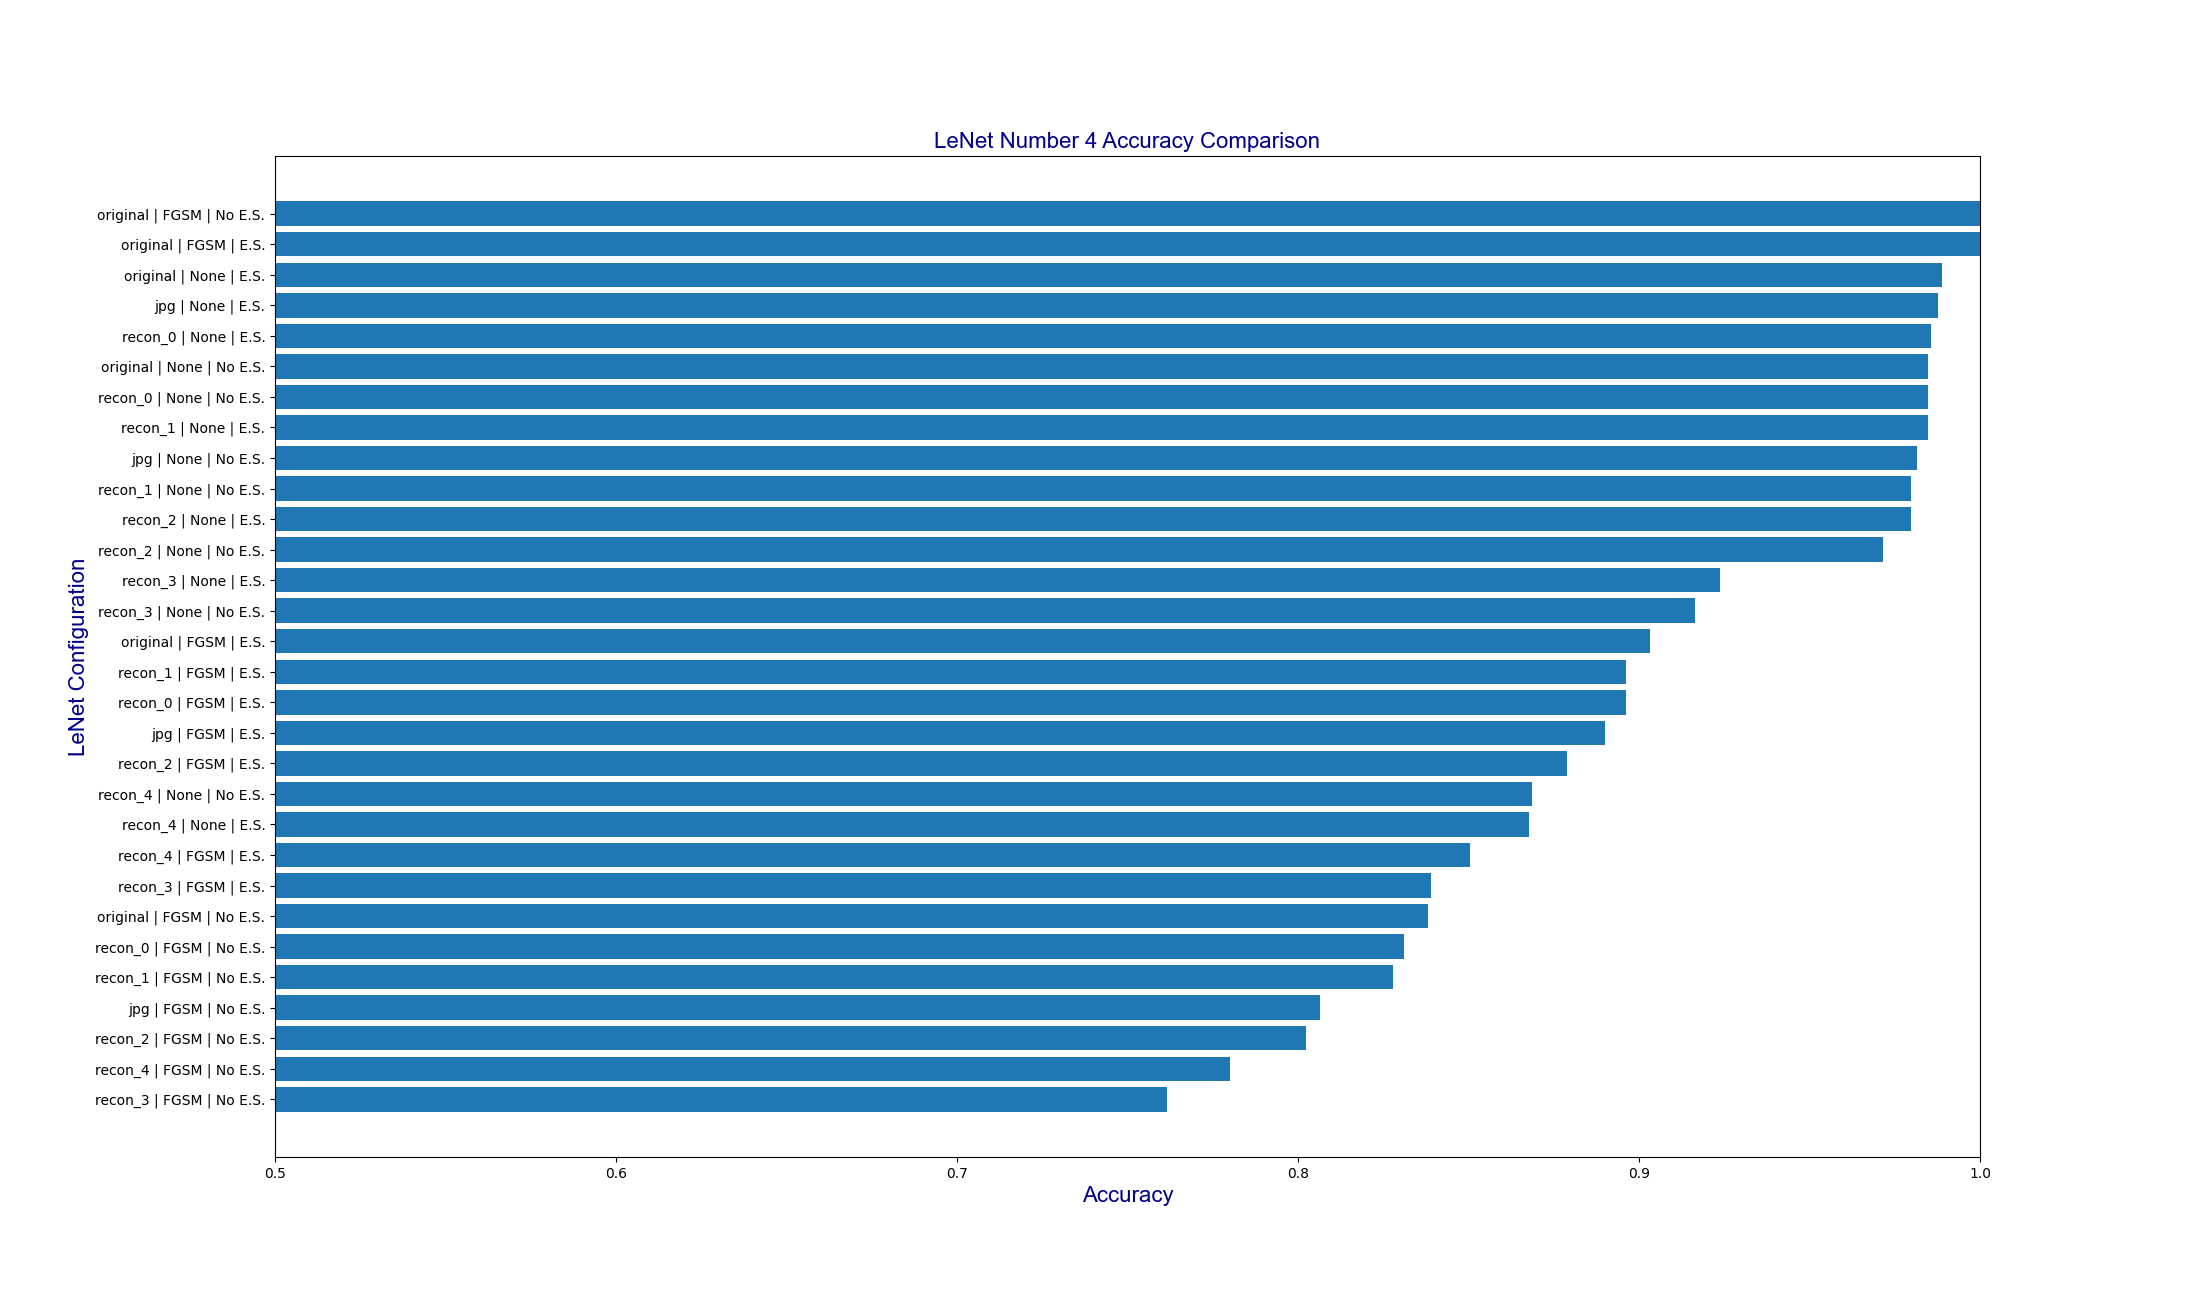 LeNet Number 4 Accuracy Comparison
original | FGSM | No E.S.
original | FGSM | E.S.
original | None | E.S.
jpg | None | E.S.
recon_0 | None | E.S.
original | None | No E.S.
recon_0 | None | No E.S.
recon_1 | None | E.S.
jpg | None | No E.S.
recon_1 | None | No E.S.
recon_2 | None | E.S.
recon_2 | None | No E.S.
recon_3 | None | E.S.
recon_3 | None | No E.S.
original | FGSM | E.S.
recon_1 | FGSM | E.S.
recon_0 | FGSM | E.S.
jpg | FGSM | E.S.
recon_2 | FGSM | E.S.
recon_4 | None | No E.S.
recon_4 | None | E.S.
recon_4 | FGSM | E.S.
recon_3 | FGSM | E.S.
original | FGSM | No E.S.
recon_0 | FGSM | No E.S.
recon_1 | FGSM | No E.S.
jpg | FGSM | No E.S.
recon_2 | FGSM | No E.S.
recon_4 | FGSM | No E.S.
recon_3 | FGSM | No E.S.
LeNet Configuration
0.5 0.6 0.7 0.8 0.9 1.0
Accuracy